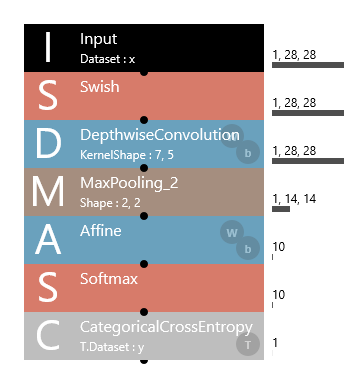 I
Input
Dataset : x
1, 28, 28
S
Swish
1, 28, 28
D
DepthwiseConvolution
KernelShape : 7, 5
W
b
1, 28, 28
M
MaxPooling_2
Shape : 2, 2
1, 14, 14
A
Affine
W
b
10
S
Softmax
10
C
CategoricalCrossEntropy
T.Dataset : y
T
1